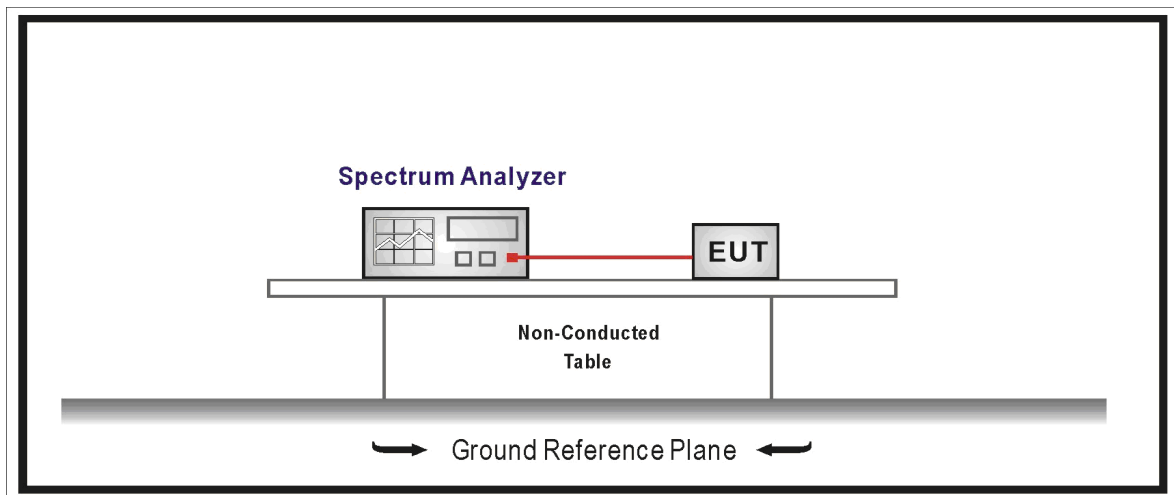 Spectrum Analyzer
EUT
Non-Conducted
Table
Ground Reference Plane